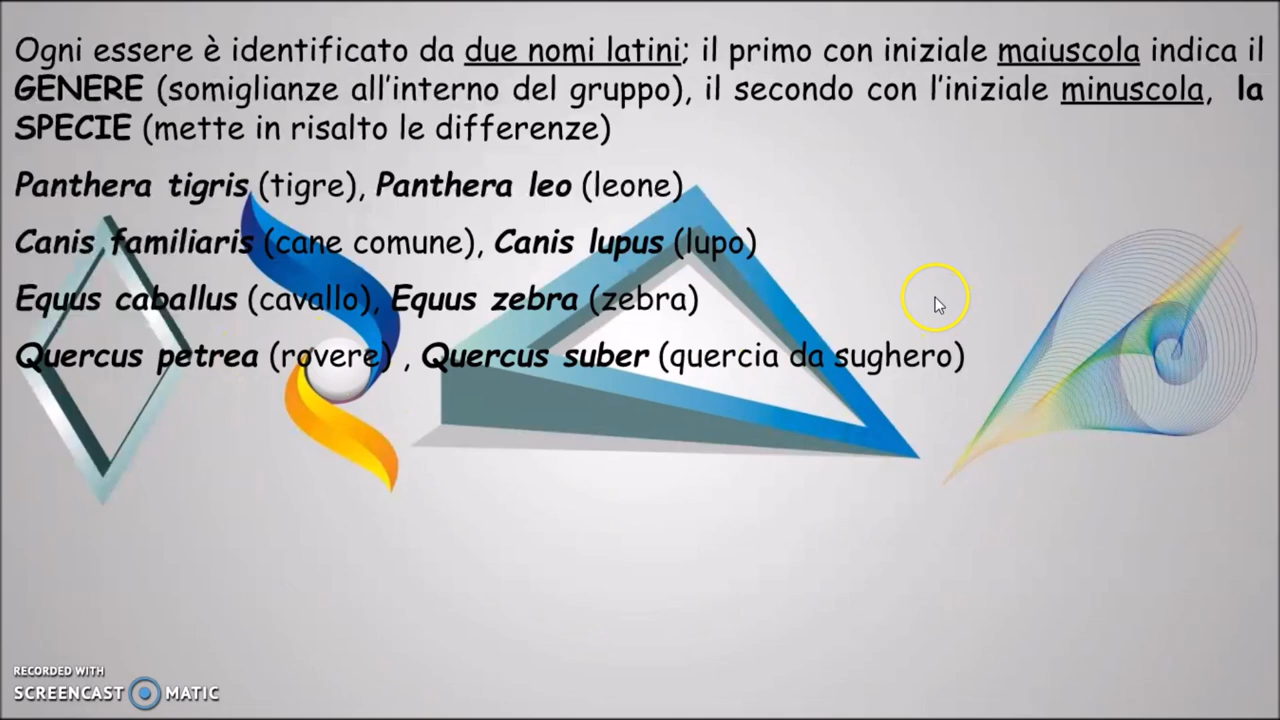 Ogni essere è identificato da due nomi latini; il primo con iniziale maiuscola indica il
GENERE (somiglianze all'interno del gruppo), il secondo con l'iniziale minuscola, la
SPECIE (mette in risalto le differenze)
Panthera tigris (tigre), Panthera leo (leone)
Canis familiaris (cane comune), Canis lupus (lupo)
Equus caballus (cavallo), Equus zebra (zebra)
Quercus petrea (rovere) , Quercus suber (quercia da sughero)
RECORDED WITH
SCREENCAST MATIC